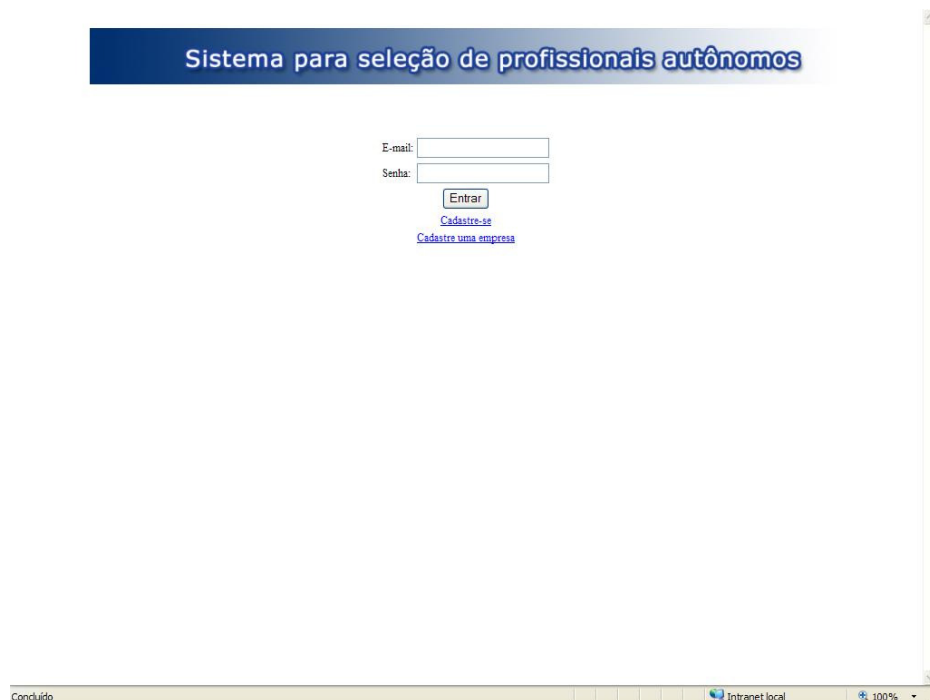 Sistema para seleção de profissionais autônomos
E-mail:
Senha:
Entrar
Cadastre-se
Cadastre uma empresa
Concluído Intranet local 100%